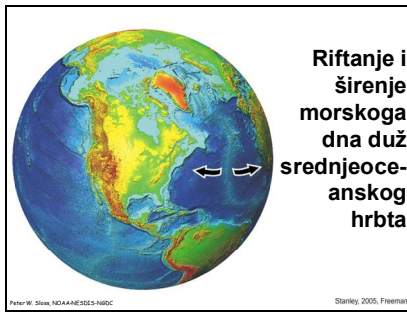 Riftanje i
širenje
morskoga
dna duž
srednjeoce-
anskog
hrbta
Peter W. Sloss, NOAA-NESDIS-NGDC
Stanley, 2005, Freeman